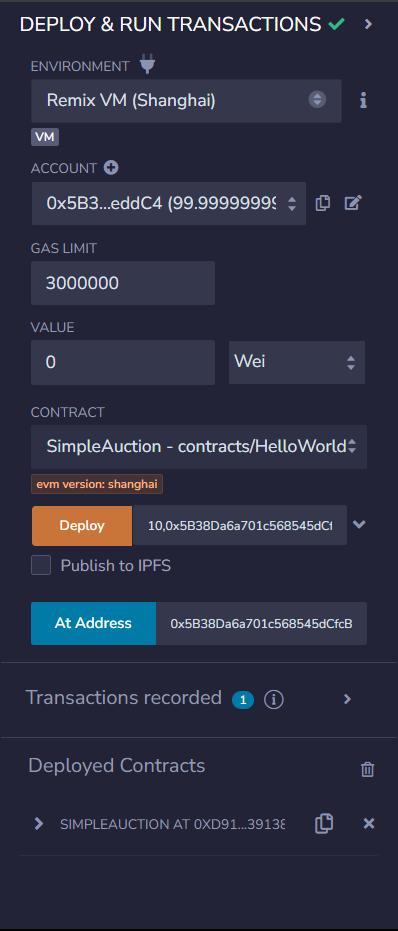 DEPLOY & RUN TRANSACTIONS
ENVIRONMENT
Remix VM (Shanghai)
VM
ACCOUNT
0x5B3...eddC4 (99.99999999
GAS LIMIT
3000000
VALUE
0 Wei
CONTRACT
SimpleAuction - contracts/HelloWorld
evm version: shanghai
Deploy 10,0x5B38Da6a701c568545dCf
Publish to IPFS
At Address 0x5B38Da6a701c568545dCfcB
Transactions recorded 1 i
Deployed Contracts
SIMPLEAUCTION AT 0XD91...39138